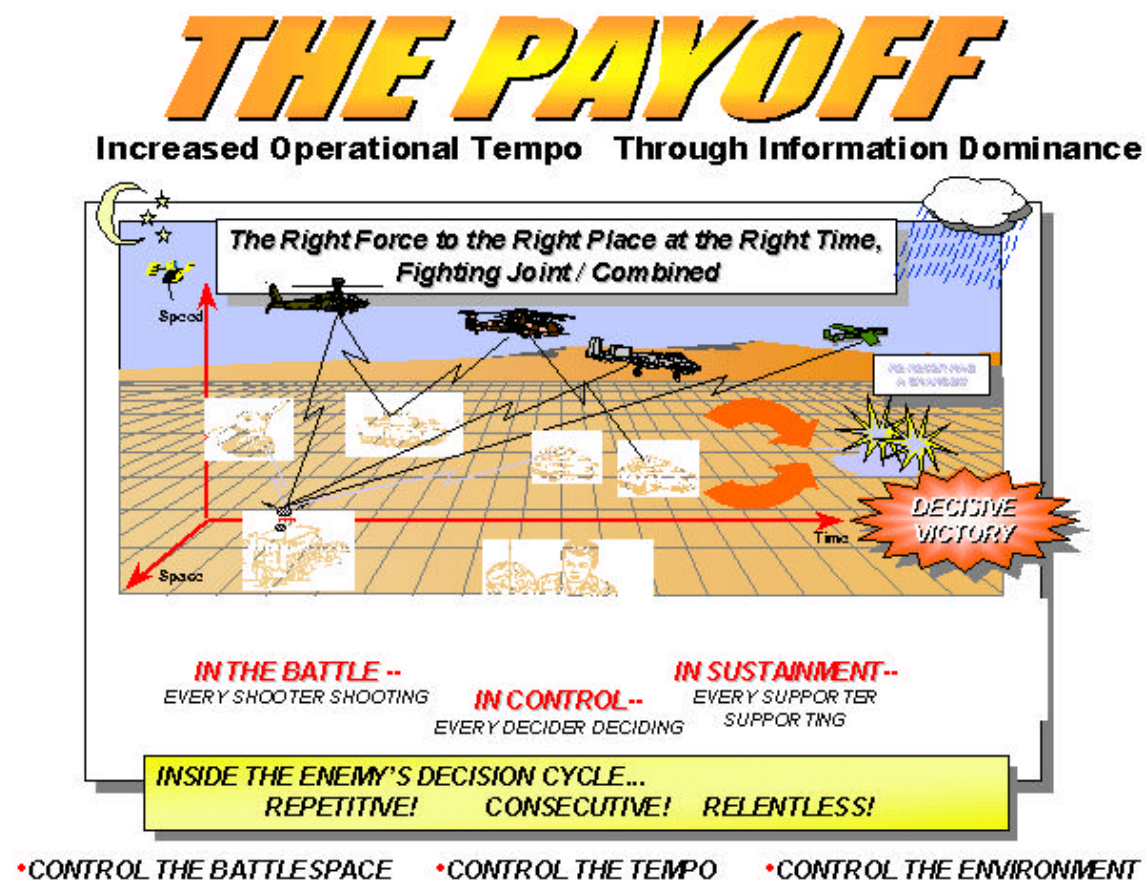 THE PAYOFF
Increased Operational Tempo Through Information Dominance
The Right Force to the Right Place at the Right Time,
Fighting Joint / Combined
Speed
A
Time
Space
DECISIVE
VICTORY
IN THE BATTLE --
EVERY SHOOTER SHOOTING
IN CONTROL--
EVERY DECIDER DECIDING
IN SUSTAINMENT--
EVERY SUPPORTER
SUPPORTING
INSIDE THE ENEMY'S DECISION CYCLE...
REPETITIVE! CONSECUTIVE! RELENTLESS!
•CONTROL THE BATTLESPACE •CONTROL THE TEMPO •CONTROL THE ENVIRONMENT